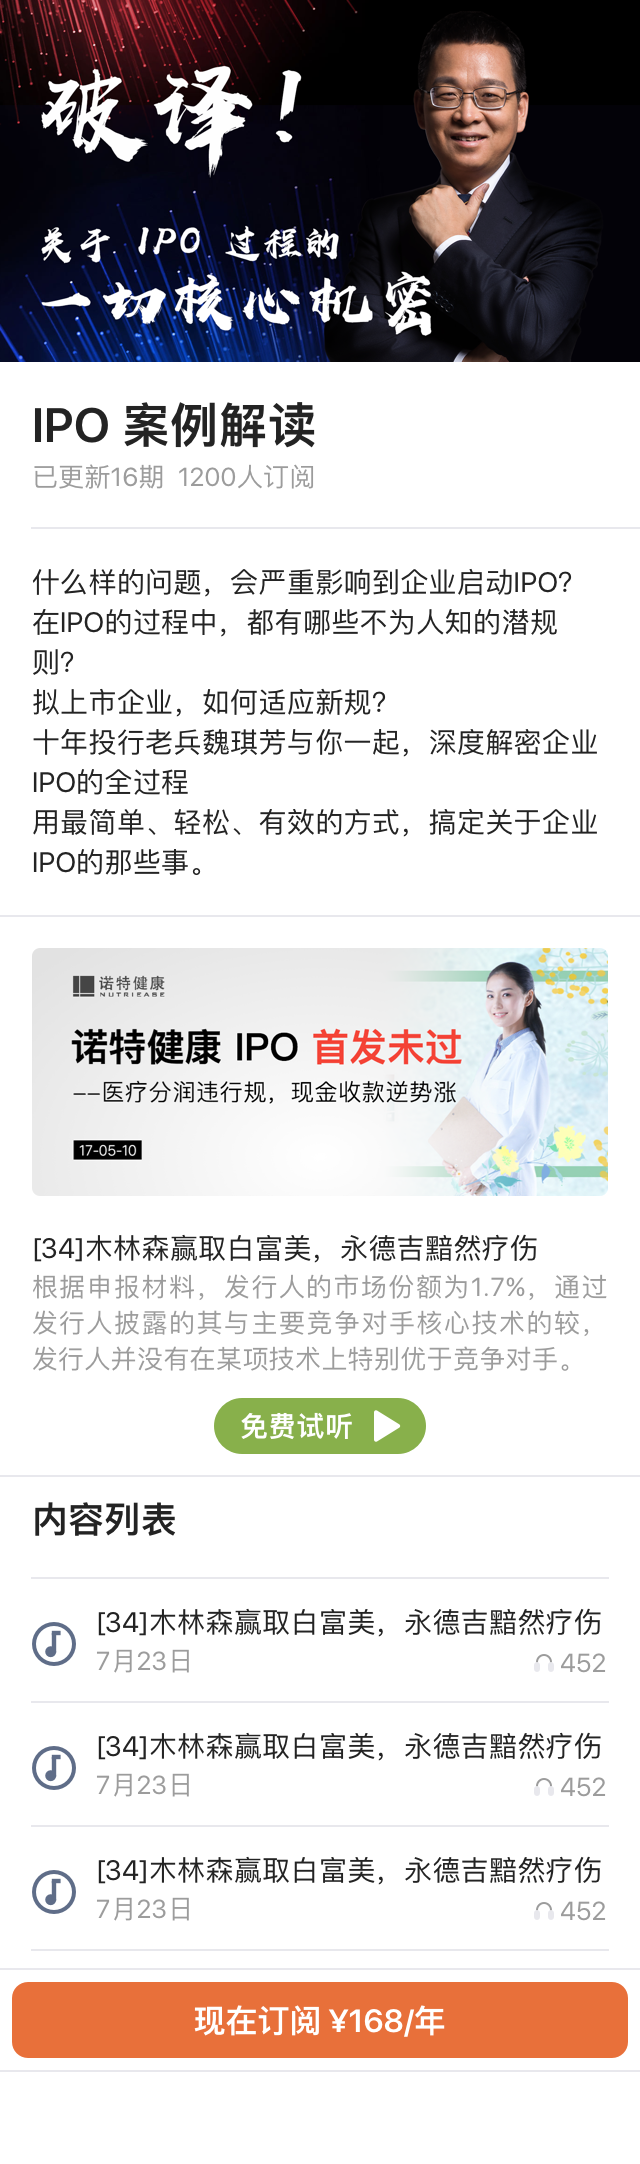 破译！
关于 IPO 过程的
一切核心机密
IPO 案例解读
已更新16期 1200人订阅
什么样的问题，会严重影响到企业启动IPO?
在IPO的过程中，都有哪些不为人知的潜规
则?
拟上市企业，如何适应新规?
十年投行老兵魏琪芳与你一起，深度解密企业
IPO的全过程
用最简单、轻松、有效的方式，搞定关于企业
IPO的那些事。
诺特健康
NUTRIEASE
诺特健康 IPO 首发未过
——医疗分润违行规，现金收款逆势涨
17-05-10
[34]木林森赢取白富美，永德吉黯然疗伤
根据申报材料，发行人的市场份额为1.7%，通过
发行人披露的其与主要竞争对手核心技术的较，
发行人并没有在某项技术上特别优于竞争对手。
免费试听
内容列表
[34]木林森赢取白富美，永德吉黯然疗伤
7月23日 452
[34]木林森赢取白富美，永德吉黯然疗伤
7月23日 452
[34]木林森赢取白富美，永德吉黯然疗伤
7月23日 452
现在订阅 ¥168/年